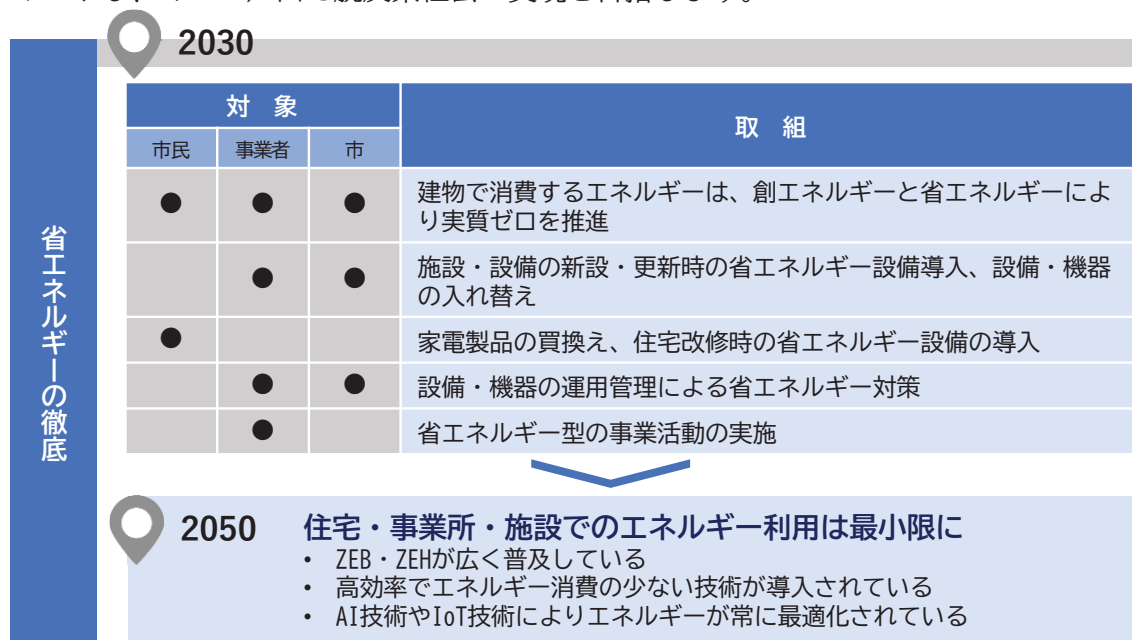 2030
省エネルギーの徹底
対 象
取 組
市民
事業者
市
● ● ● 建物で消費するエネルギーは、創エネルギーと省エネルギーによ
り実質ゼロを推進
● ● 施設・設備の新設・更新時の省エネルギー設備導入、設備・機器
の入れ替え
● 家電製品の買換え、住宅改修時の省エネルギー設備の導入
● ● 設備・機器の運用管理による省エネルギー対策
● 省エネルギー型の事業活動の実施
2050 住宅・事業所・施設でのエネルギー利用は最小限に
• ZEB・ZEHが広く普及している
• 高効率でエネルギー消費の少ない技術が導入されている
• AI技術やIoT技術によりエネルギーが常に最適化されている